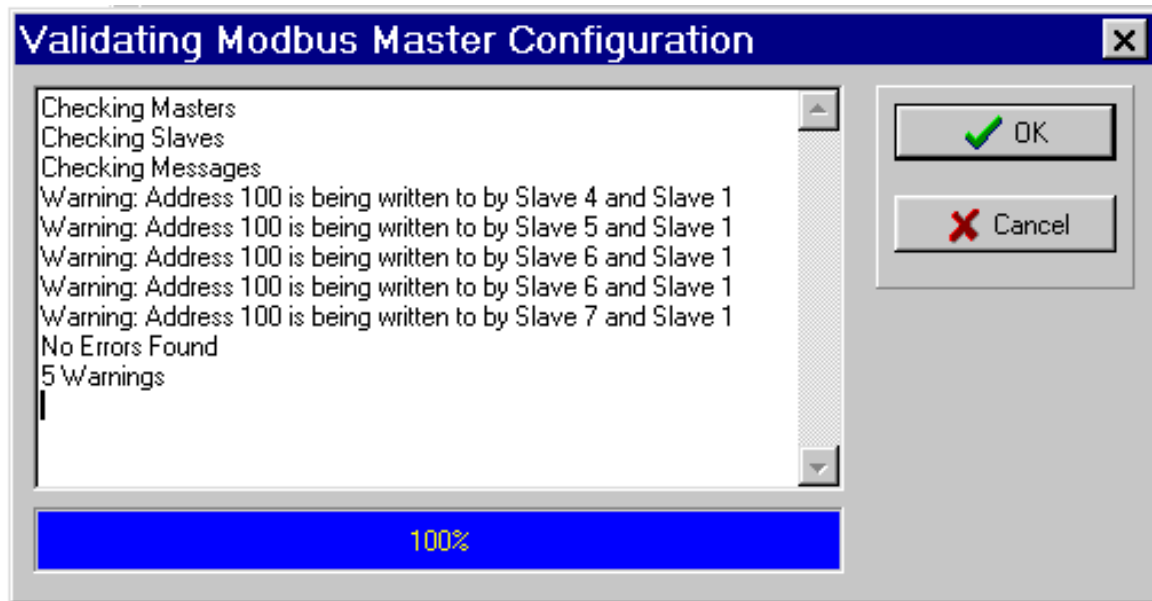 Validating Modbus Master Configuration
Checking Masters
Checking Slaves
Checking Messages
Warning: Address 100 is being written to by Slave 4 and Slave 1
Warning: Address 100 is being written to by Slave 5 and Slave 1
Warning: Address 100 is being written to by Slave 6 and Slave 1
Warning: Address 100 is being written to by Slave 6 and Slave 1
Warning: Address 100 is being written to by Slave 7 and Slave 1
No Errors Found
5 Warnings
100%
OK
Cancel